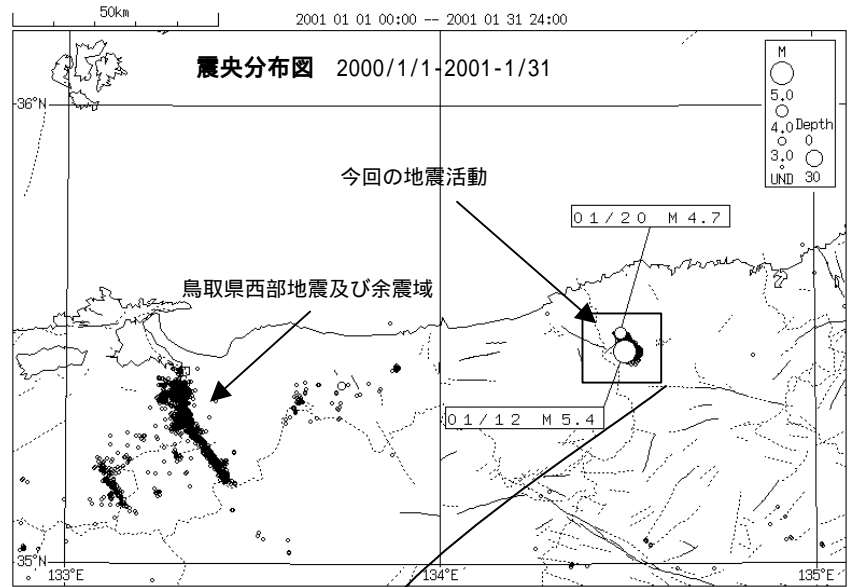 50km
2001 01 01 00:00 -- 2001 01 31 24:00
震央分布図 2000/1/1-2001-1/31
M
5.0
4.0
3.0
UND
Depth
0
30
36°N
今回の地震活動
01/20 M 4.7
鳥取県西部地震及び余震域
01/12 M 5.4
35°N
133°E
134°E
135°E